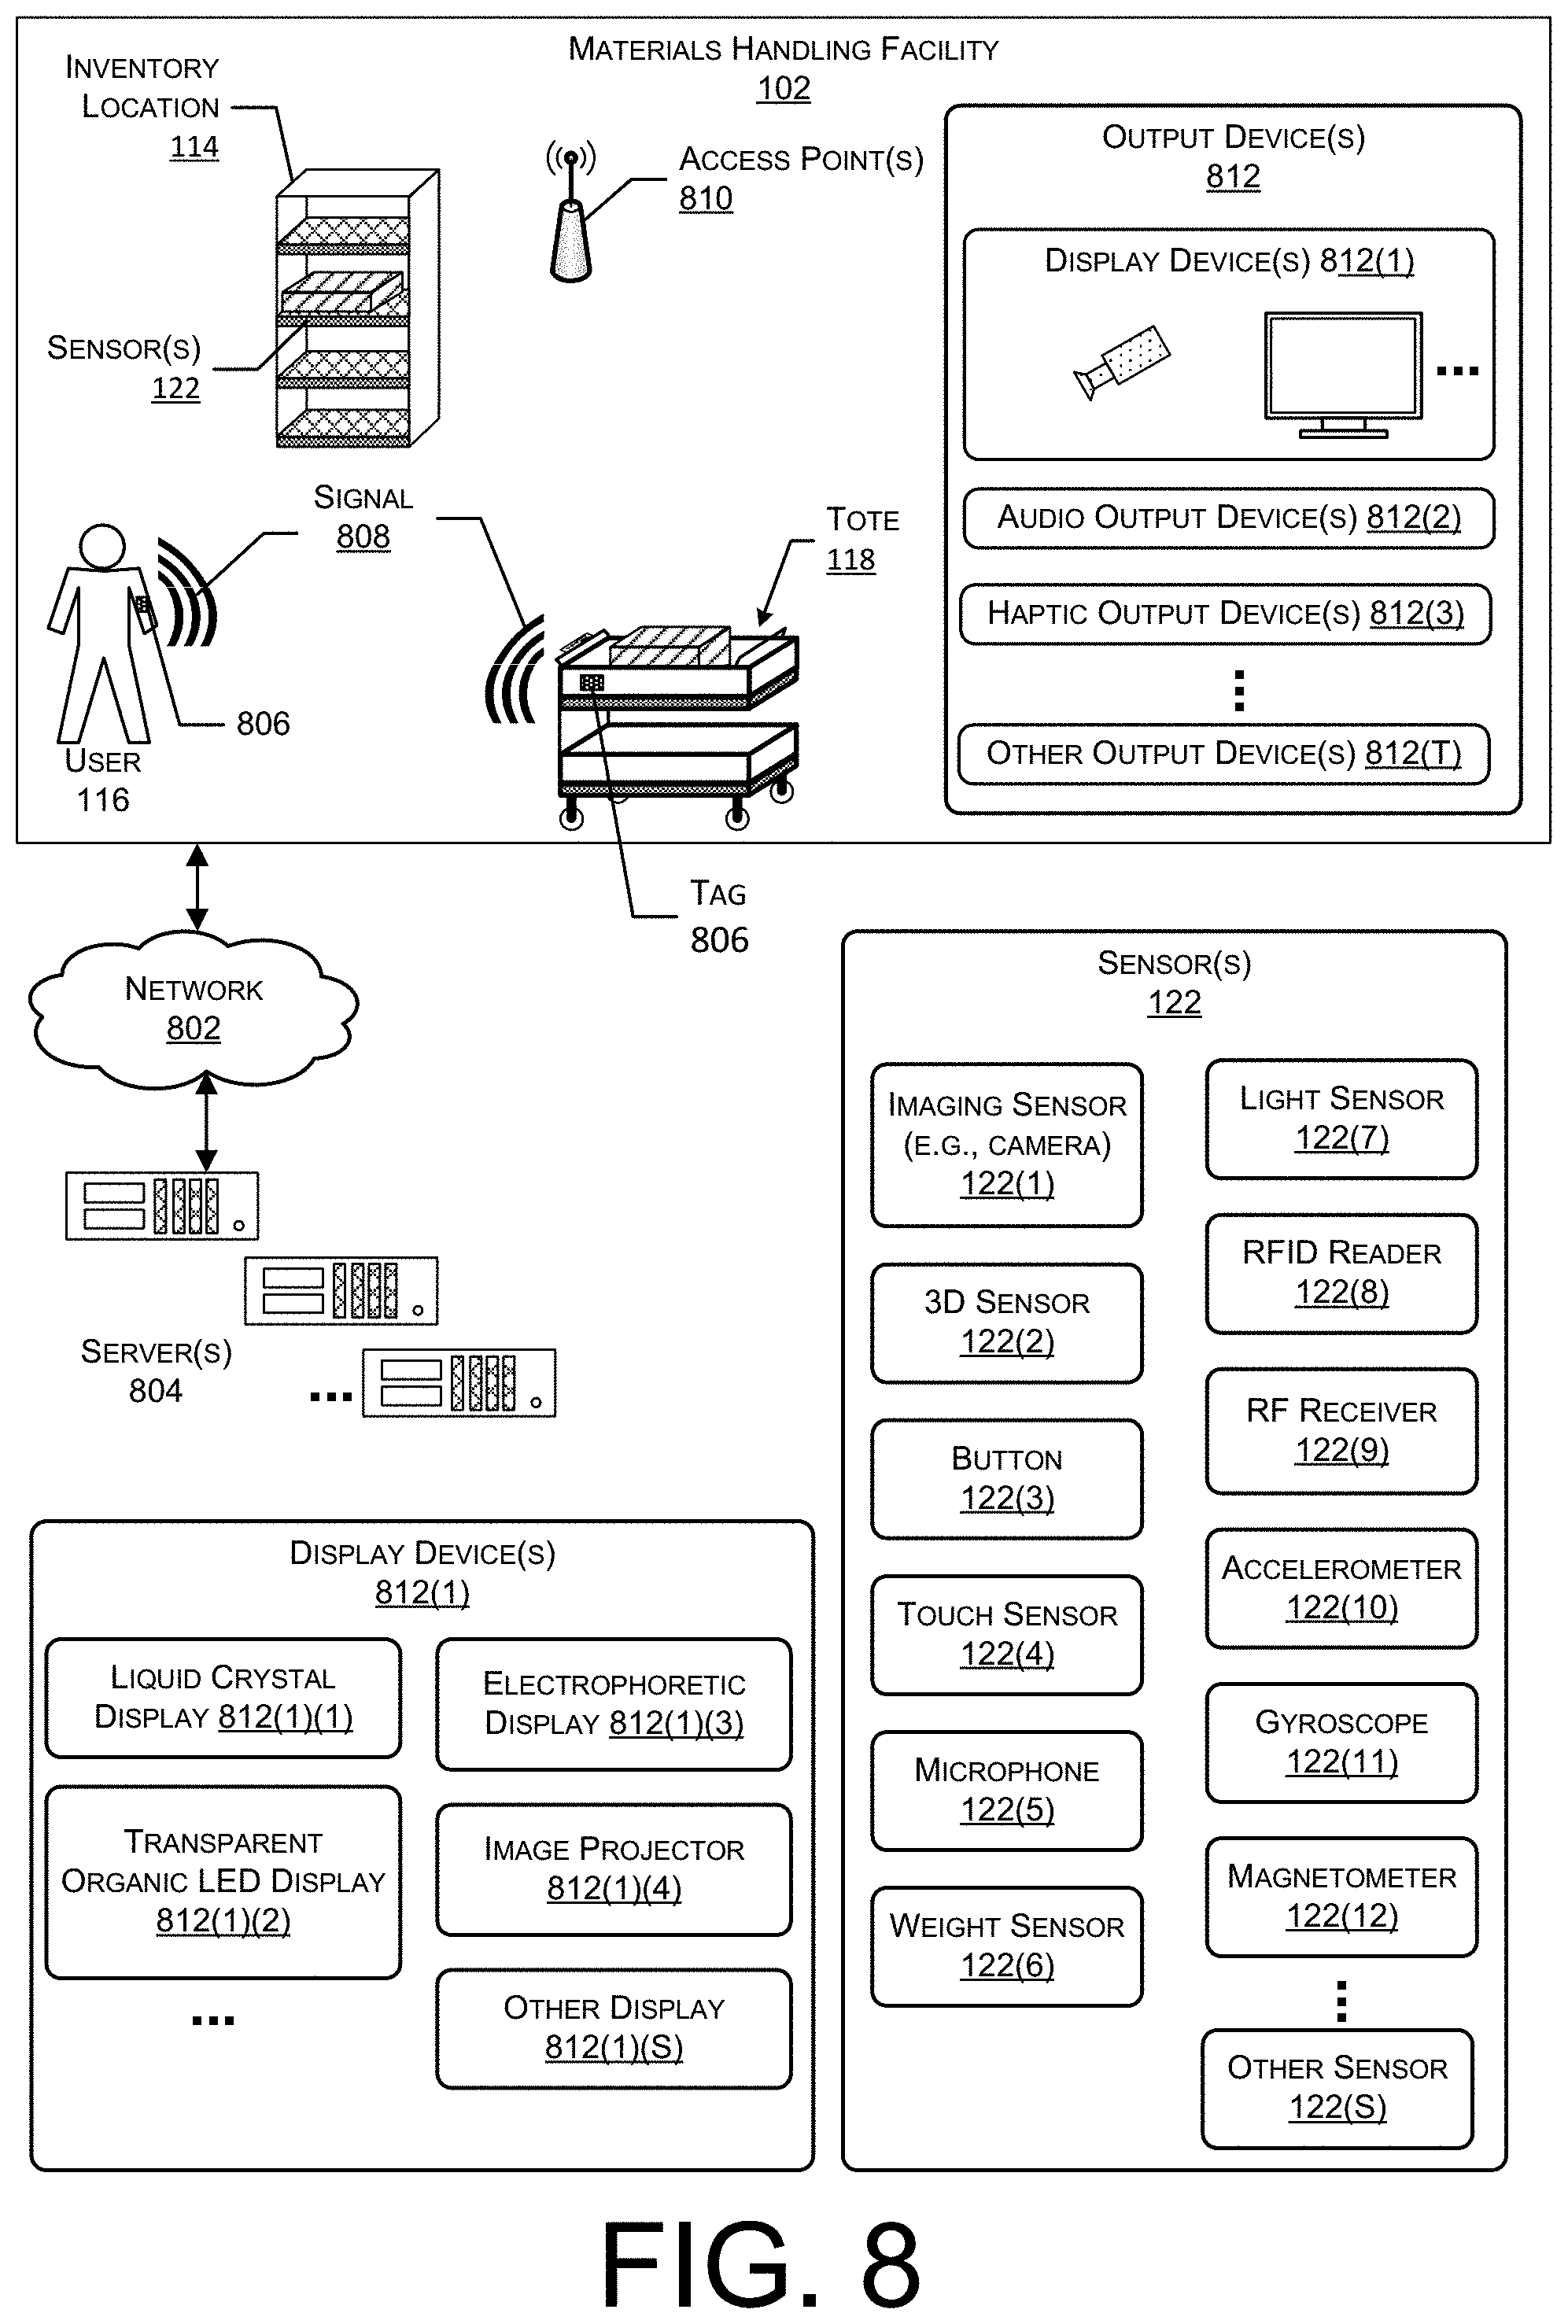 MATERIALS HANDLING FACILITY
102
INVENTORY
LOCATION
114
ACCESS POINT(S)
810
SENSOR(S)
122
SIGNAL
808
TOTE
118
806
USER
116
TAG
806
OUTPUT DEVICE(S)
812
DISPLAY DEVICE(S) 812(1)
...
AUDIO OUTPUT DEVICE(S) 812(2)
HAPTIC OUTPUT DEVICE(S) 812(3)
OTHER OUTPUT DEVICE(S) 812(T)
NETWORK
802
SERVER(S)
804
...
DISPLAY DEVICE(S)
812(1)
LIQUID CRYSTAL
DISPLAY 812(1)(1)
TRANSPARENT
ORGANIC LED DISPLAY
812(1)(2)
...
ELECTROPHORETIC
DISPLAY 812(1)(3)
IMAGE PROJECTOR
812(1)(4)
OTHER DISPLAY
812(1)(S)
SENSOR(S)
122
IMAGING SENSOR
(E.G., CAMERA)
122(1)
3D SENSOR
122(2)
BUTTON
122(3)
TOUCH SENSOR
122(4)
MICROPHONE
122(5)
WEIGHT SENSOR
122(6)
LIGHT SENSOR
122(7)
RFID READER
122(8)
RF RECEIVER
122(9)
ACCELEROMETER
122(10)
GYROSCOPE
122(11)
MAGNETOMETER
122(12)
OTHER SENSOR
122(S)
FIG. 8